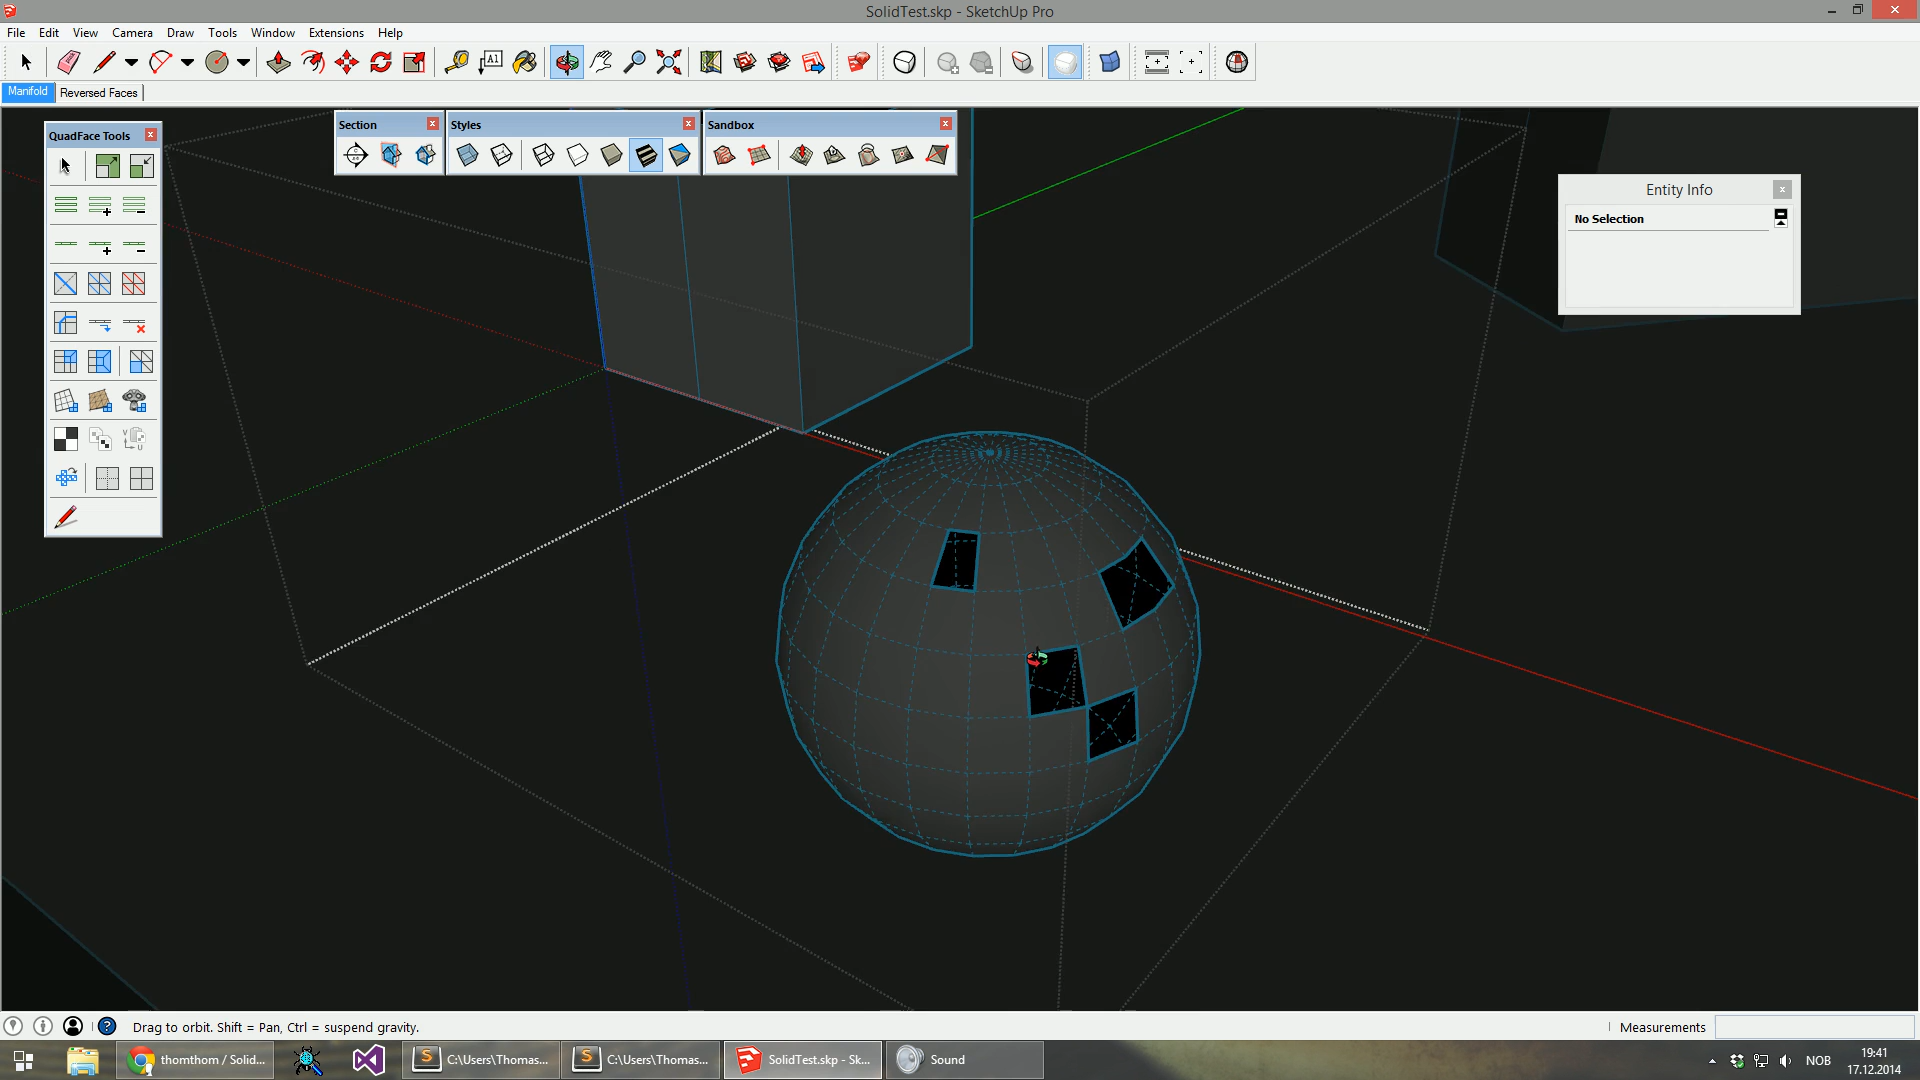 SolidTest.skp - SketchUp Pro
File Edit View Camera Draw Tools Window Extensions Help
Manifold Reversed Faces
QuadFace Tools
Section
Styles
Sandbox
Entity Info
No Selection
Drag to orbit. Shift = Pan, Ctrl = suspend gravity.
Measurements
thomthom / Solid...
C:\Users\Thomas...
C:\Users\Thomas...
SolidTest.skp - Sk...
Sound
NOB
19:41
17.12.2014